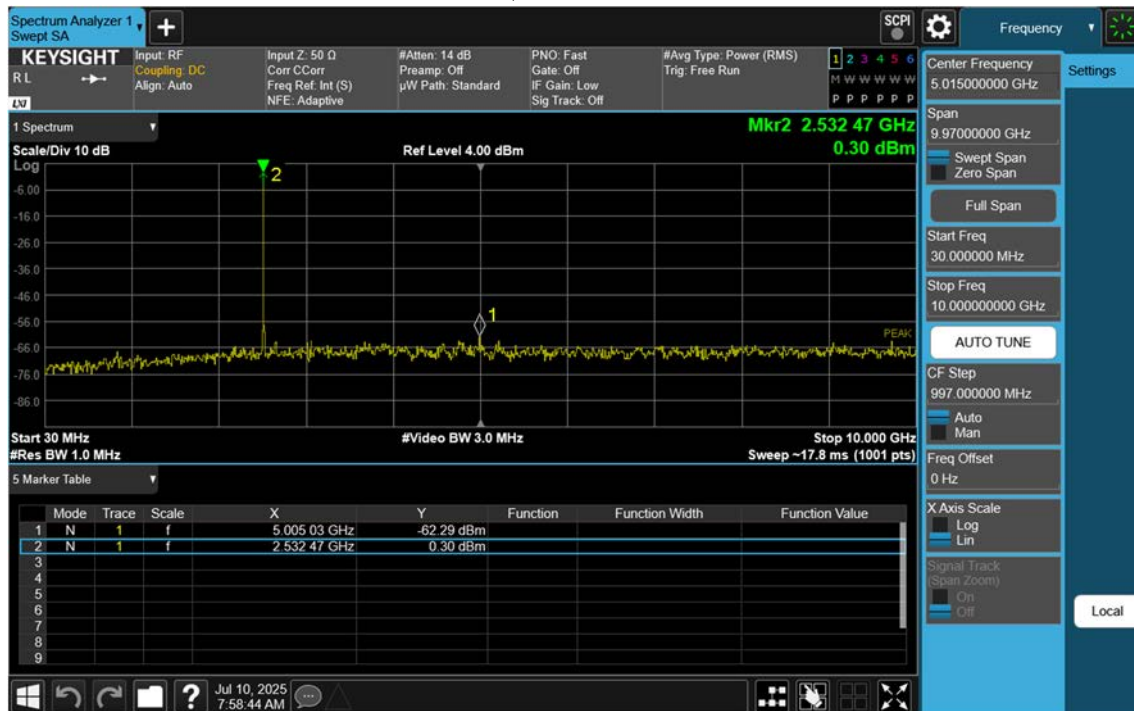 Spectrum Analyzer 1
Swept SA
SCPI
Frequency
KEYSIGHT
R L
LXI
Input: RF
Coupling: DC
Align: Auto
Input Z: 50 Ω
Corr CCorr
Freq Ref: Int (S)
NFE: Adaptive
#Atten: 14 dB
Preamp: Off
µW Path: Standard
PNO: Fast
Gate: Off
IF Gain: Low
Sig Track: Off
#Avg Type: Power (RMS)
Trig: Free Run
1 2 3 4 5 6
M W W W W W
P P P P P P
1 Spectrum
Scale/Div 10 dB
Ref Level 4.00 dBm
Mkr2 2.532 47 GHz
0.30 dBm
Log
-6.00
-16.0
-26.0
-36.0
-46.0
-56.0
-66.0
-76.0
-86.0
2
1
PEAK
Start 30 MHz
#Res BW 1.0 MHz
#Video BW 3.0 MHz
Stop 10.000 GHz
Sweep ~17.8 ms (1001 pts)
5 Marker Table
Mode Trace Scale X Y Function Function Width Function Value
1 N 1 f 5.005 03 GHz -62.29 dBm
2 N 1 f 2.532 47 GHz 0.30 dBm
3
4
5
6
7
8
9
Center Frequency
5.015000000 GHz
Settings
Span
9.97000000 GHz
Swept Span
Zero Span
Full Span
Start Freq
30.000000 MHz
Stop Freq
10.000000000 GHz
AUTO TUNE
CF Step
997.000000 MHz
Auto
Man
Freq Offset
0 Hz
X Axis Scale
Log
Lin
Signal Track
(Span Zoom)
On
Off
Local
?
Jul 10, 2025
7:58:44 AM